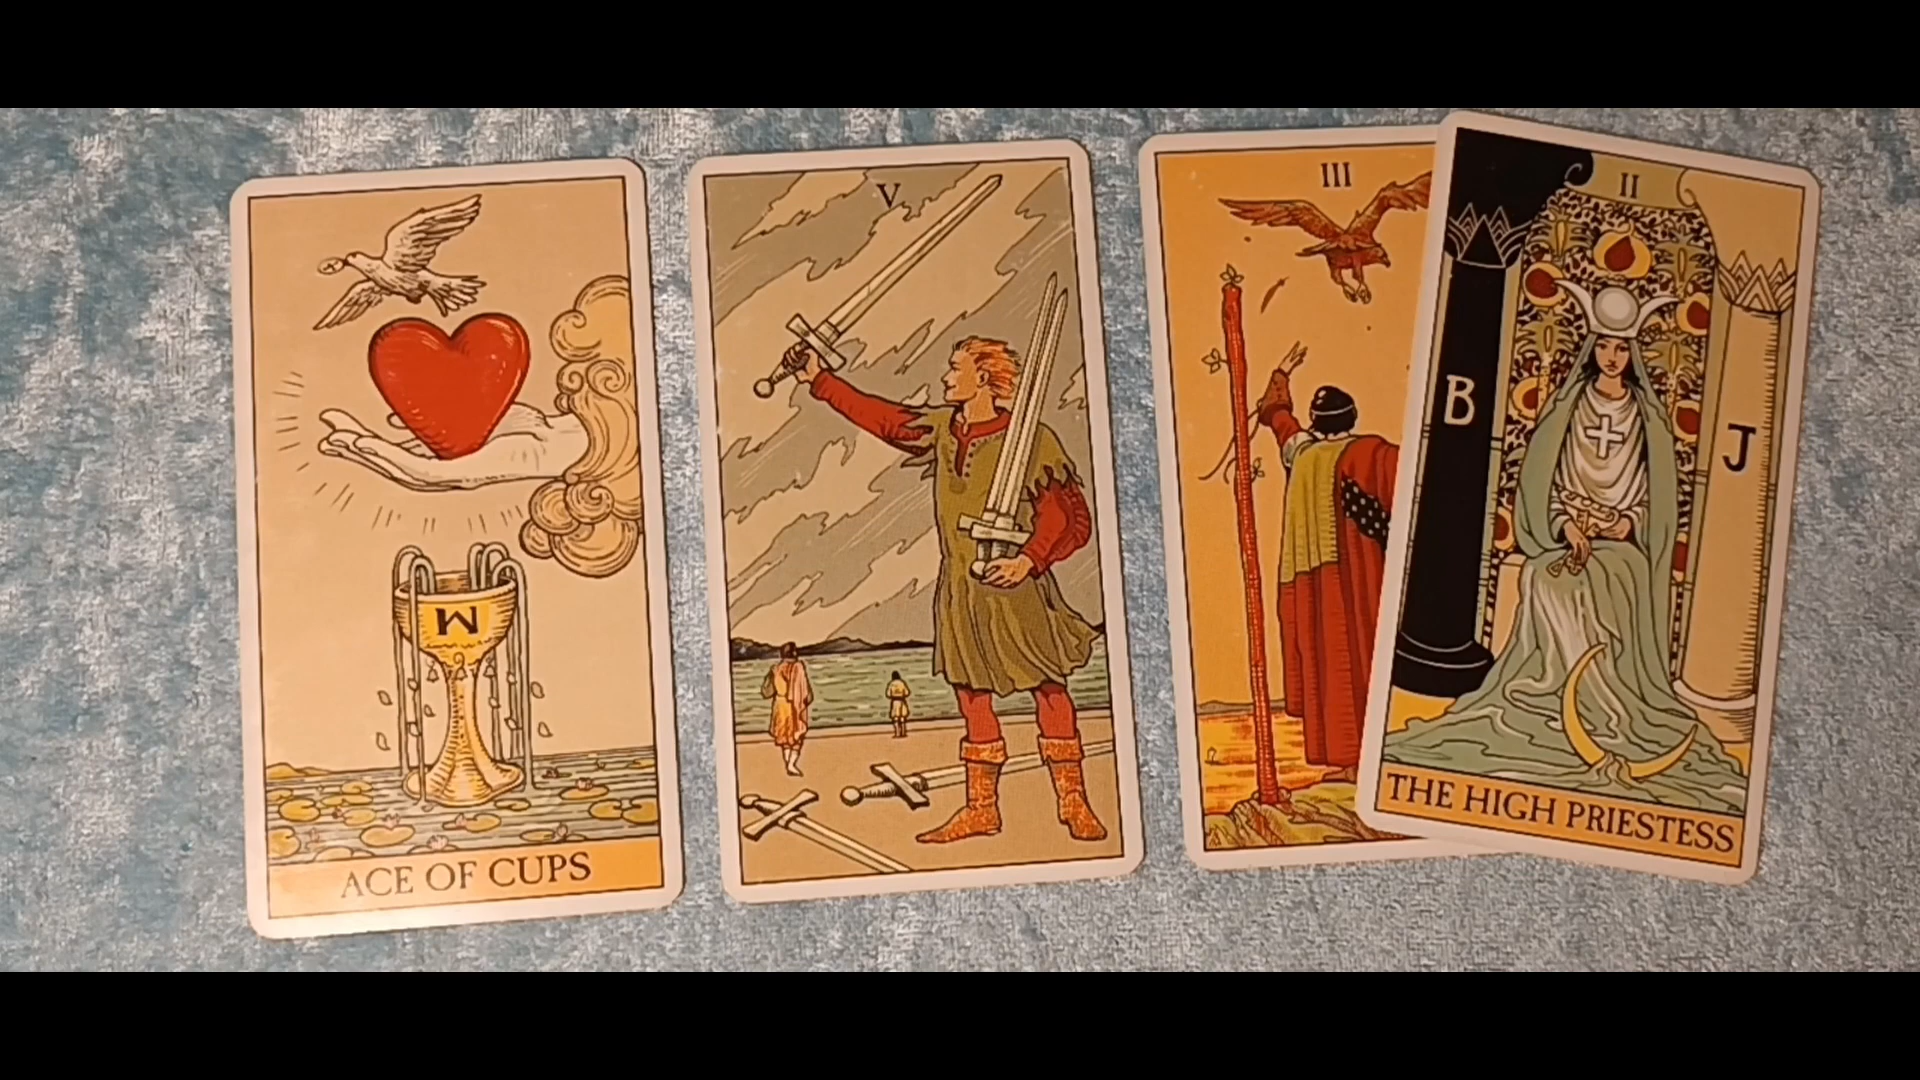 M
ACE OF CUPS
V
III
II
B
J
THE HIGH PRIESTESS